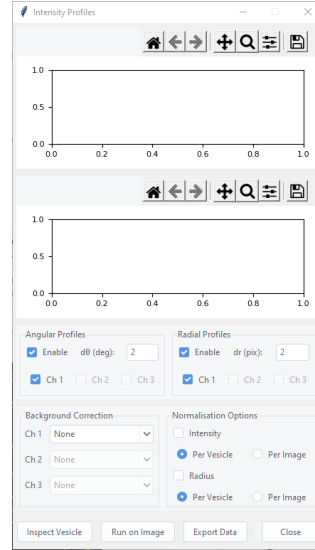 Intensity Profiles
1.0
0.5
0.0
0.0 0.2 0.4 0.6 0.8 1.0
1.0
0.5
0.0
0.0 0.2 0.4 0.6 0.8 1.0
Angular Profiles
Enable dθ (deg): 2
Ch 1 Ch 2 Ch 3
Radial Profiles
Enable dr (pix): 2
Ch 1 Ch 2 Ch 3
Background Correction
Ch 1 None
Ch 2 None
Ch 3 None
Normalisation Options
Intensity
Per Vesicle Per Image
Radius
Per Vesicle Per Image
Inspect Vesicle Run on Image Export Data Close